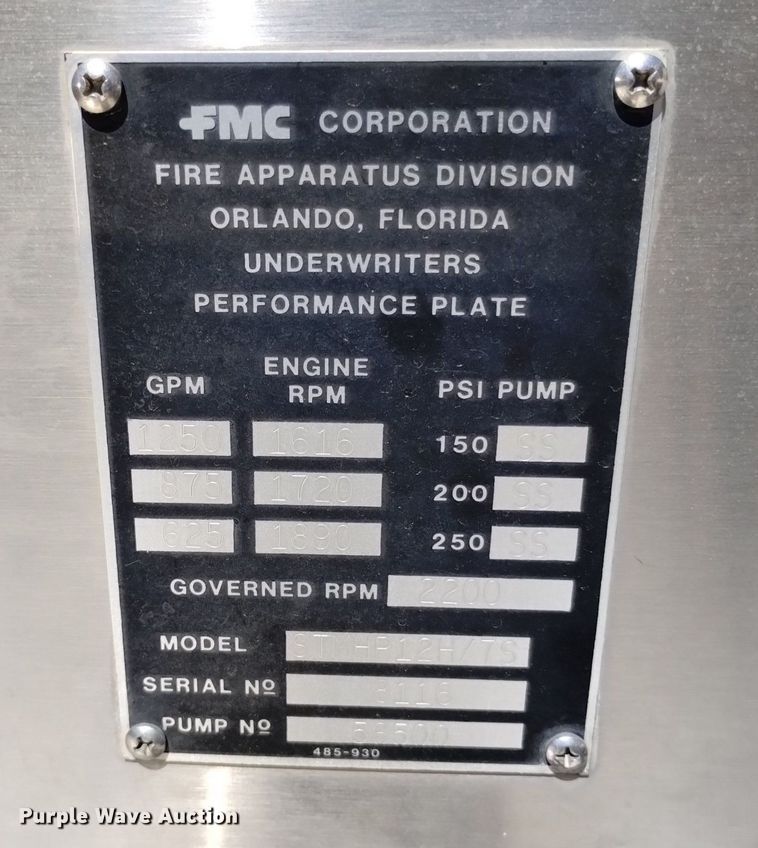 FMC CORPORATION
FIRE APPARATUS DIVISION
ORLANDO, FLORIDA
UNDERWRITERS
PERFORMANCE PLATE
GPM ENGINE RPM PSI PUMP
1250 1616 150 SS
875 1720 200 SS
625 1890 250 SS
GOVERNED RPM 2200
MODEL
SERIAL Nº
PUMP Nº
485-930
Purple Wave Auction